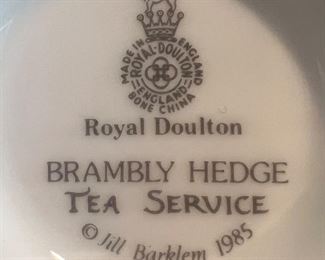 MADE IN ENGLAND
ROYAL·DOULTON
ENGLAND
BONE CHINA
Royal Doulton
BRAMBLY HEDGE
TEA SERVICE
© Jill Barklem 1985